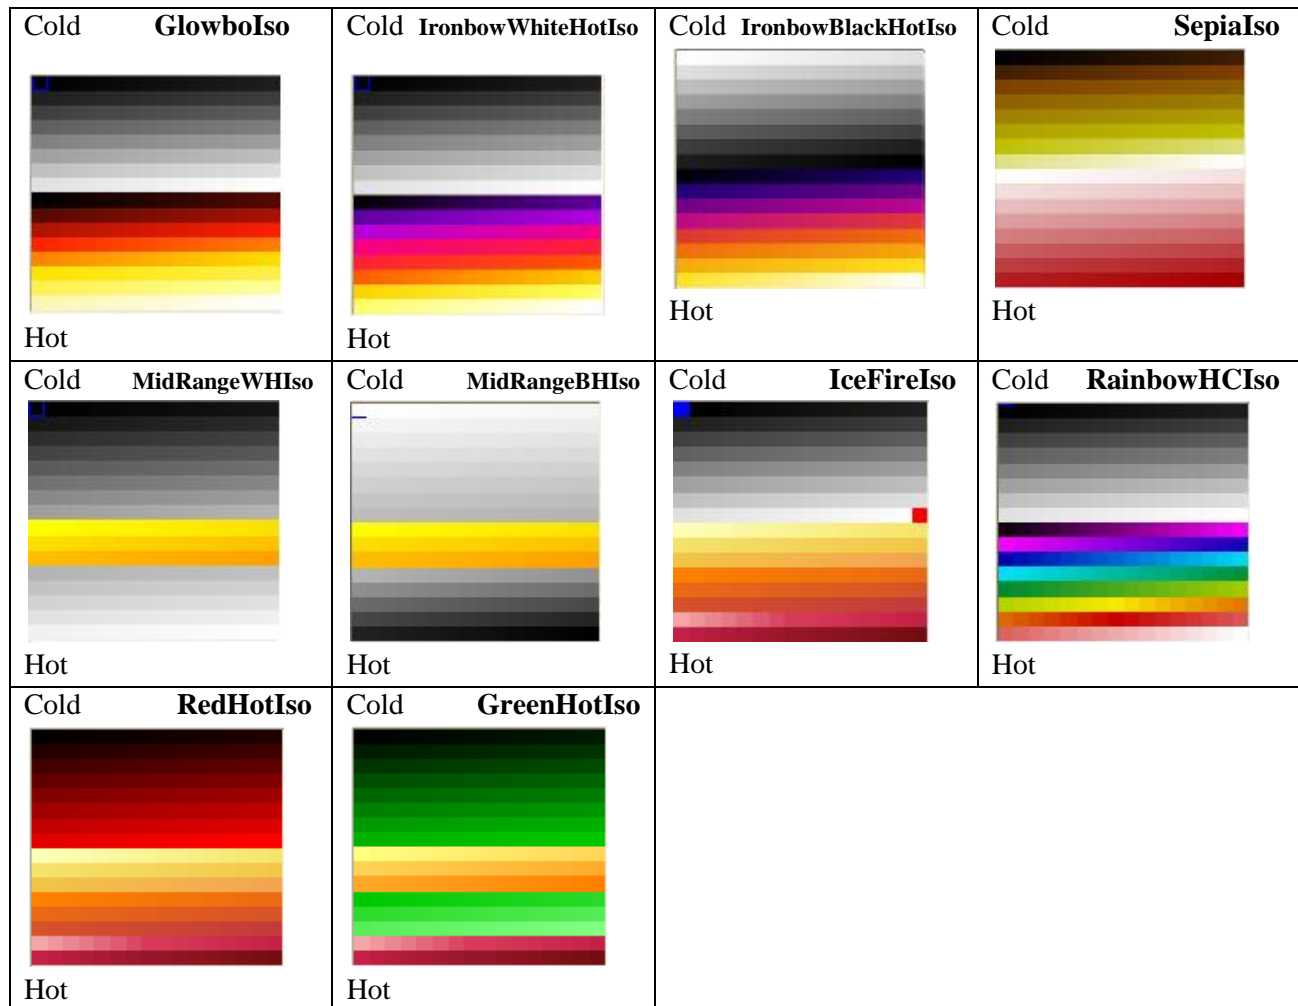 Cold GlowboIso
Hot
Cold IronbowWhiteHotIso
Hot
Cold IronbowBlackHotIso
Hot
Cold SepiaIso
Hot
Cold MidRangeWHIso
Hot
Cold MidRangeBHIso
Hot
Cold IceFireIso
Hot
Cold RainbowHCIso
Hot
Cold RedHotIso
Hot
Cold GreenHotIso
Hot